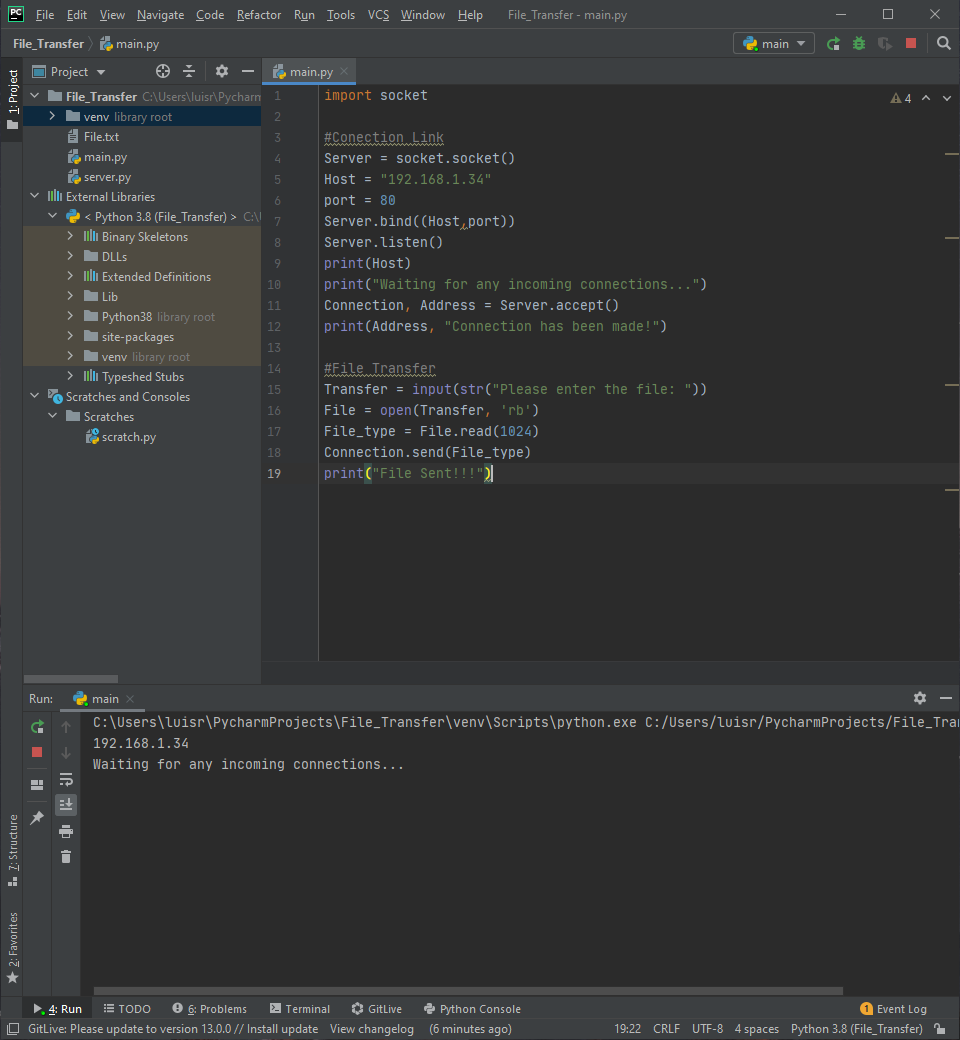 PC File Edit View Navigate Code Refactor Run Tools VCS Window Help File_Transfer - main.py
File_Transfer main.py main
1: Project
Project
main.py
File_Transfer C:\Users\luisr\Pycharm
venv library root
File.txt
main.py
server.py
External Libraries
< Python 3.8 (File_Transfer) > C:\
Binary Skeletons
DLLs
Extended Definitions
Lib
Python38 library root
site-packages
venv library root
Typeshed Stubs
Scratches and Consoles
Scratches
scratch.py
4
1 import socket
2
3 #Conection Link
4 Server = socket.socket()
5 Host = "192.168.1.34"
6 port = 80
7 Server.bind((Host,port))
8 Server.listen()
9 print(Host)
10 print("Waiting for any incoming connections...")
11 Connection, Address = Server.accept()
12 print(Address, "Connection has been made!")
13
14 #File Transfer
15 Transfer = input(str("Please enter the file: "))
16 File = open(Transfer, 'rb')
17 File_type = File.read(1024)
18 Connection.send(File_type)
19 print("File Sent!!!")
Run: main
C:\Users\luisr\PycharmProjects\File_Transfer\venv\Scripts\python.exe C:/Users/luisr/PycharmProjects/File_Tra
192.168.1.34
Waiting for any incoming connections...
7: Structure
2: Favorites
4: Run TODO 6: Problems Terminal GitLive Python Console 1 Event Log
GitLive: Please update to version 13.0.0 // Install update View changelog (6 minutes ago) 19:22 CRLF UTF-8 4 spaces Python 3.8 (File_Transfer)